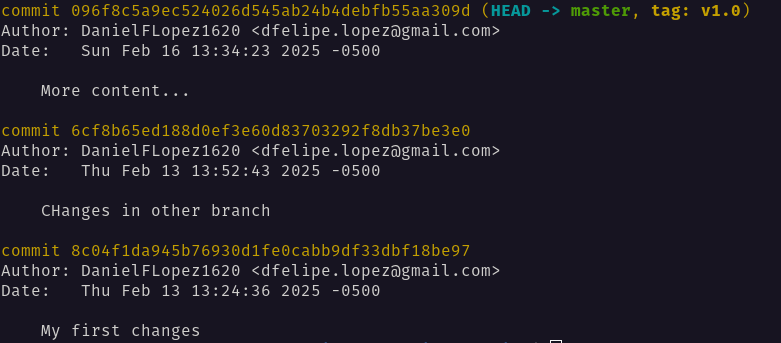 commit 096f8c5a9ec524026d545ab24b4debfb55aa309d (HEAD -> master, tag: v1.0)
Author: DanielFLopez1620 <dfelipe.lopez@gmail.com>
Date:   Sun Feb 16 13:34:23 2025 -0500
More content...
commit 6cf8b65ed188d0ef3e60d83703292f8db37be3e0
Author: DanielFLopez1620 <dfelipe.lopez@gmail.com>
Date:   Thu Feb 13 13:52:43 2025 -0500
CHanges in other branch
commit 8c04f1da945b76930d1fe0cabb9df33dbf18be97
Author: DanielFLopez1620 <dfelipe.lopez@gmail.com>
Date:   Thu Feb 13 13:24:36 2025 -0500
My first changes